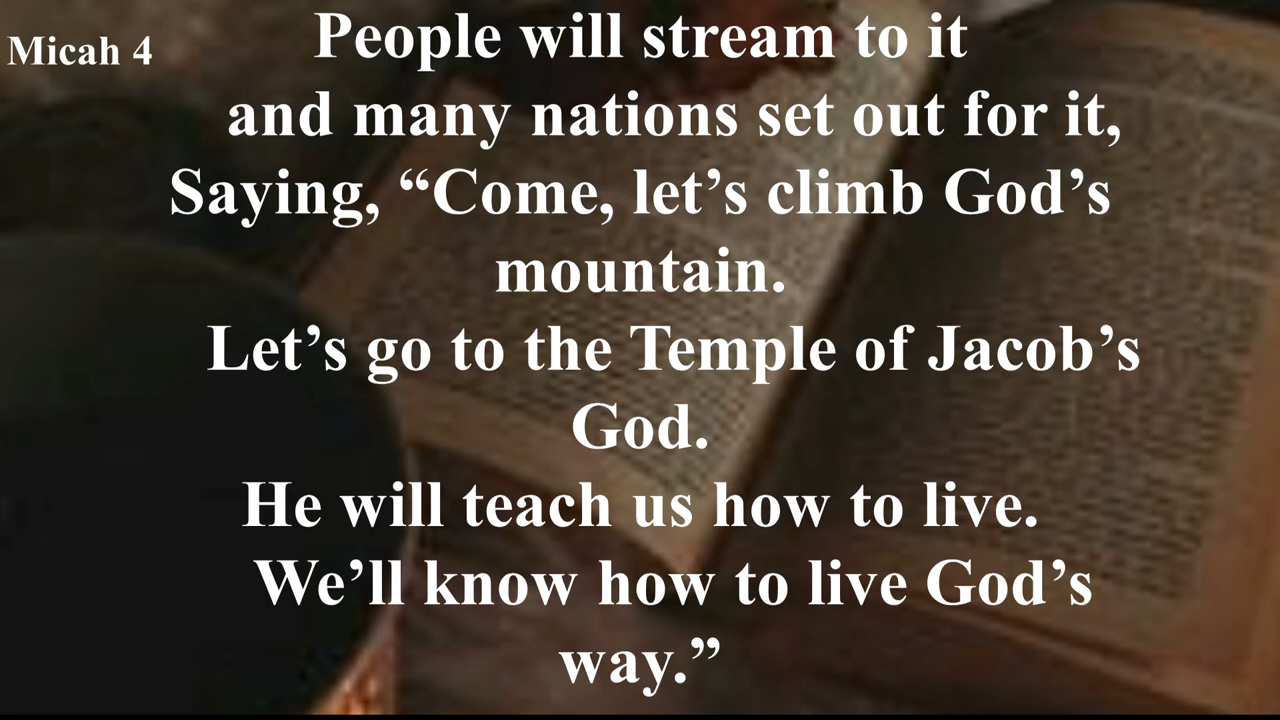 Micah 4
People will stream to it
and many nations set out for it,
Saying, “Come, let’s climb God’s
mountain.
Let’s go to the Temple of Jacob’s
God.
He will teach us how to live.
We’ll know how to live God’s
way.”